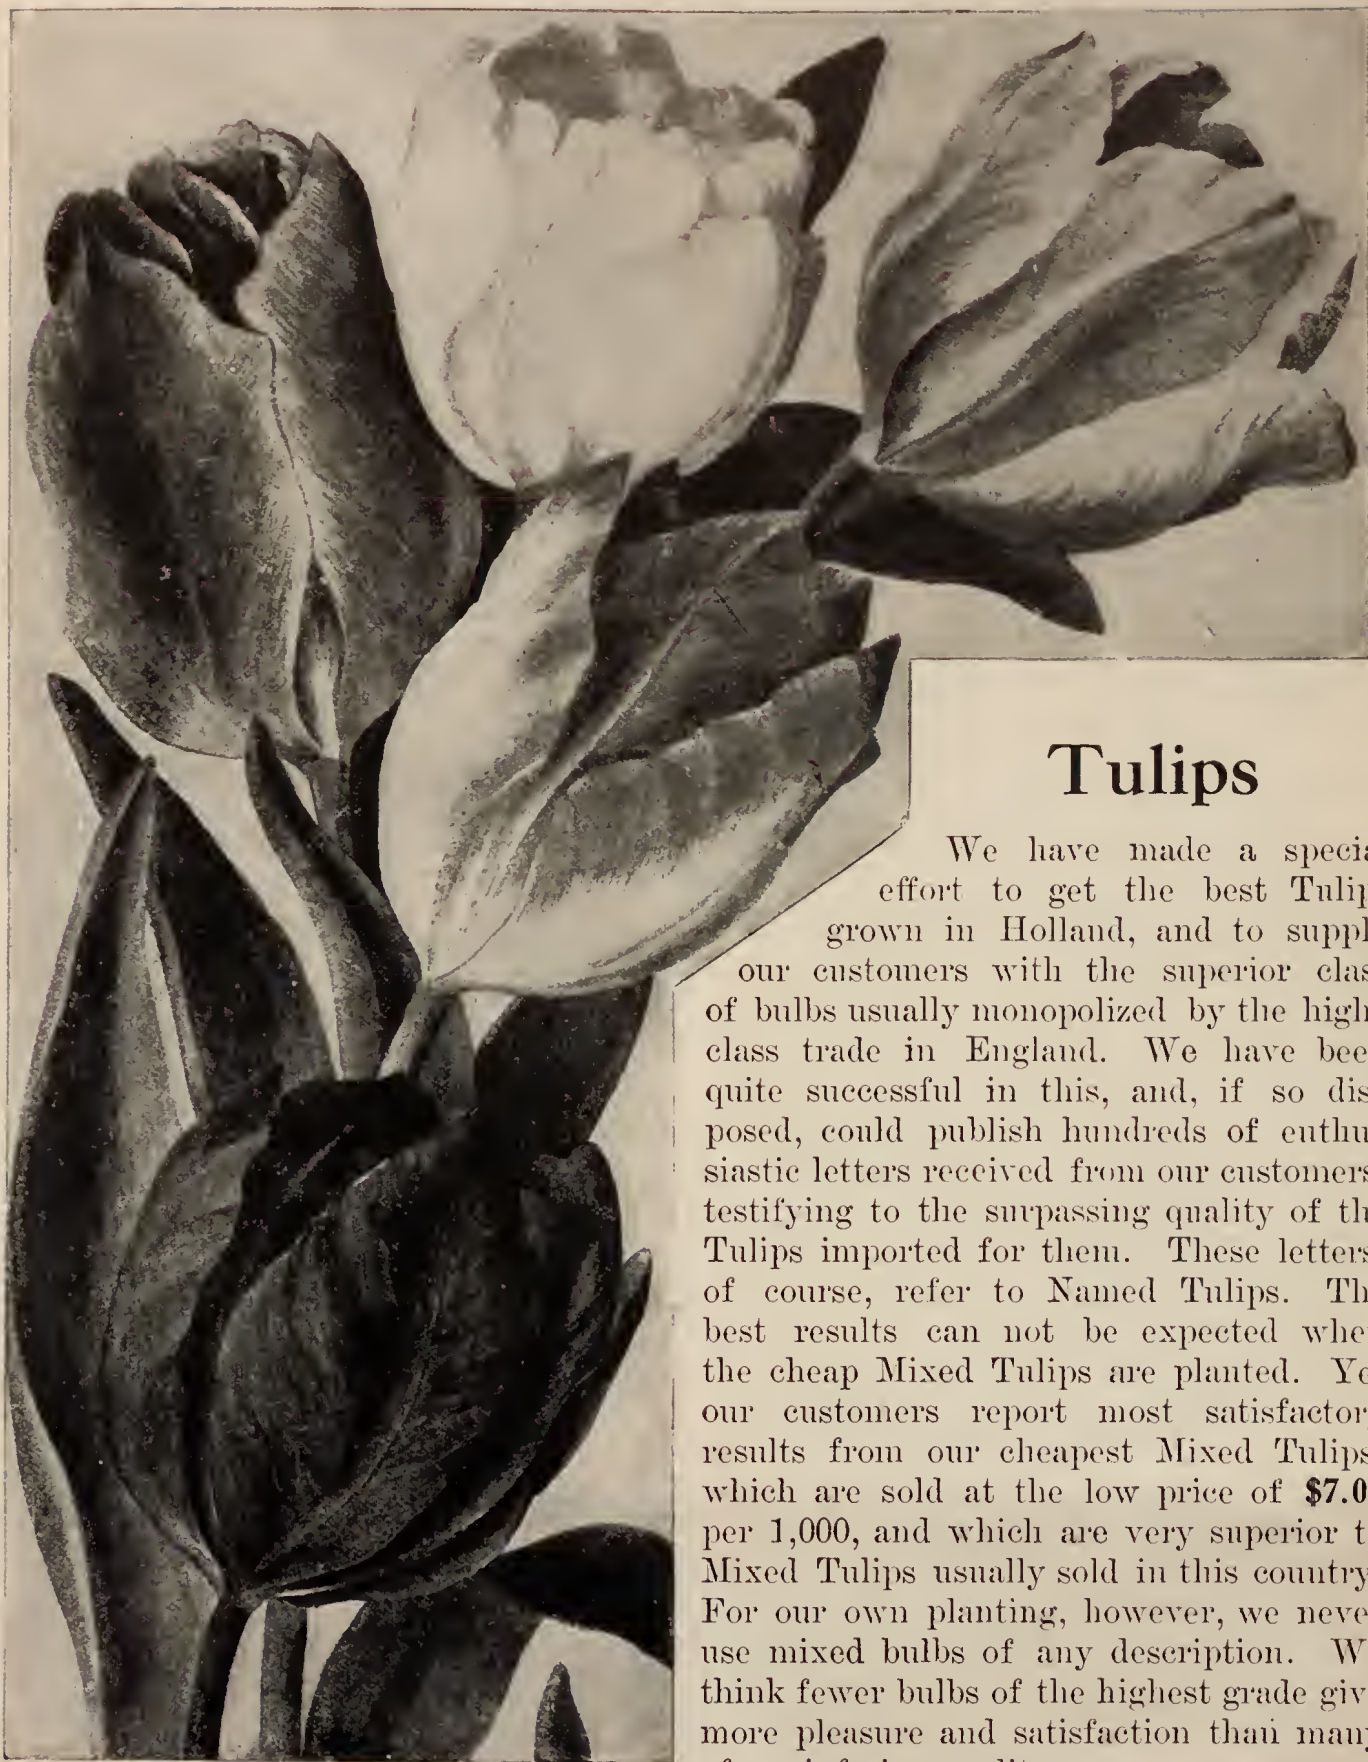 Tulips
We have made a specia
effort to get the best Tulip
grown in Holland, and to suppl
our customers with the superior clas
of bulbs usually monopolized by the high
class trade in England. We have bee
quite successful in this, and, if so dis
posed, could publish hundreds of enthu
siastic letters received from our customers
testifying to the surpassing quality of th
Tulips imported for them. These letters
of course, refer to Named Tulips. Th
best results can not be expected whe
the cheap Mixed Tulips are planted. Ye
our customers report most satisfactor
results from our cheapest Mixed Tulips
which are sold at the low price of $7.0
per 1,000, and which are very superior t
Mixed Tulips usually sold in this country
For our own planting, however, we neve
use mixed bulbs of any description. W
think fewer bulbs of the highest grade giv
more pleasure and satisfaction than many